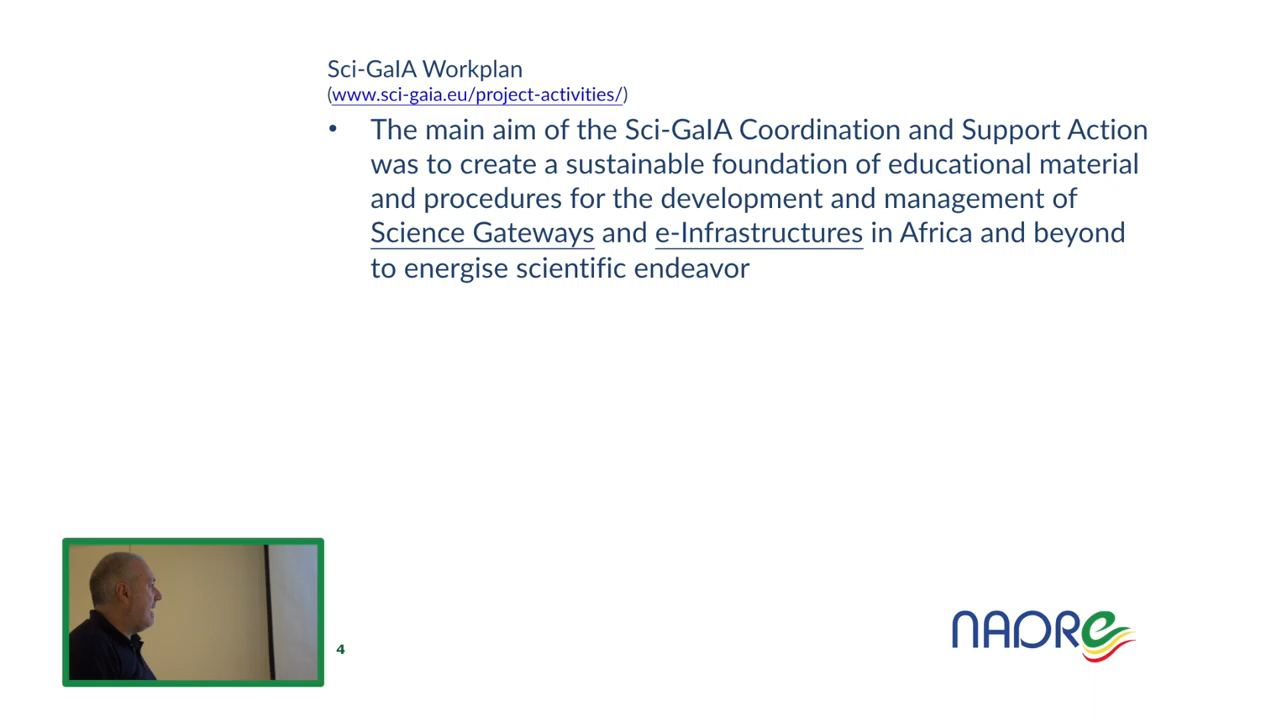 Sci-GaIA Workplan
(www.sci-gaia.eu/project-activities/)
• The main aim of the Sci-GaIA Coordination and Support Action
was to create a sustainable foundation of educational material
and procedures for the development and management of
Science Gateways and e-Infrastructures in Africa and beyond
to energise scientific endeavor
4
NADRe